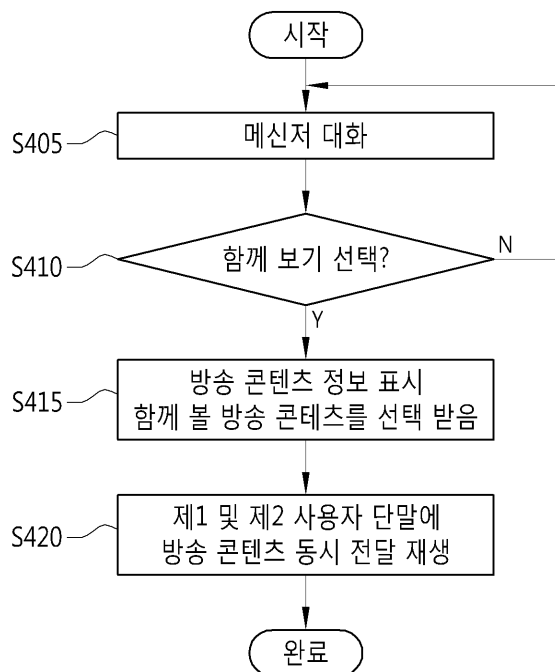 시작
S405
메신저 대화
S410
함께 보기 선택?
N
Y
S415
방송 콘텐츠 정보 표시
함께 볼 방송 콘테츠를 선택 받음
S420
제1 및 제2 사용자 단말에
방송 콘텐츠 동시 전달 재생
완료